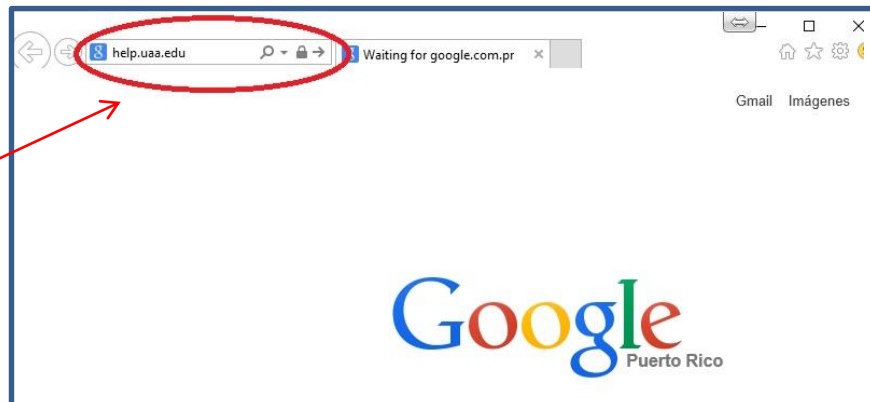 help.uaa.edu
Waiting for google.com.pr
Gmail Imágenes
Google
Puerto Rico